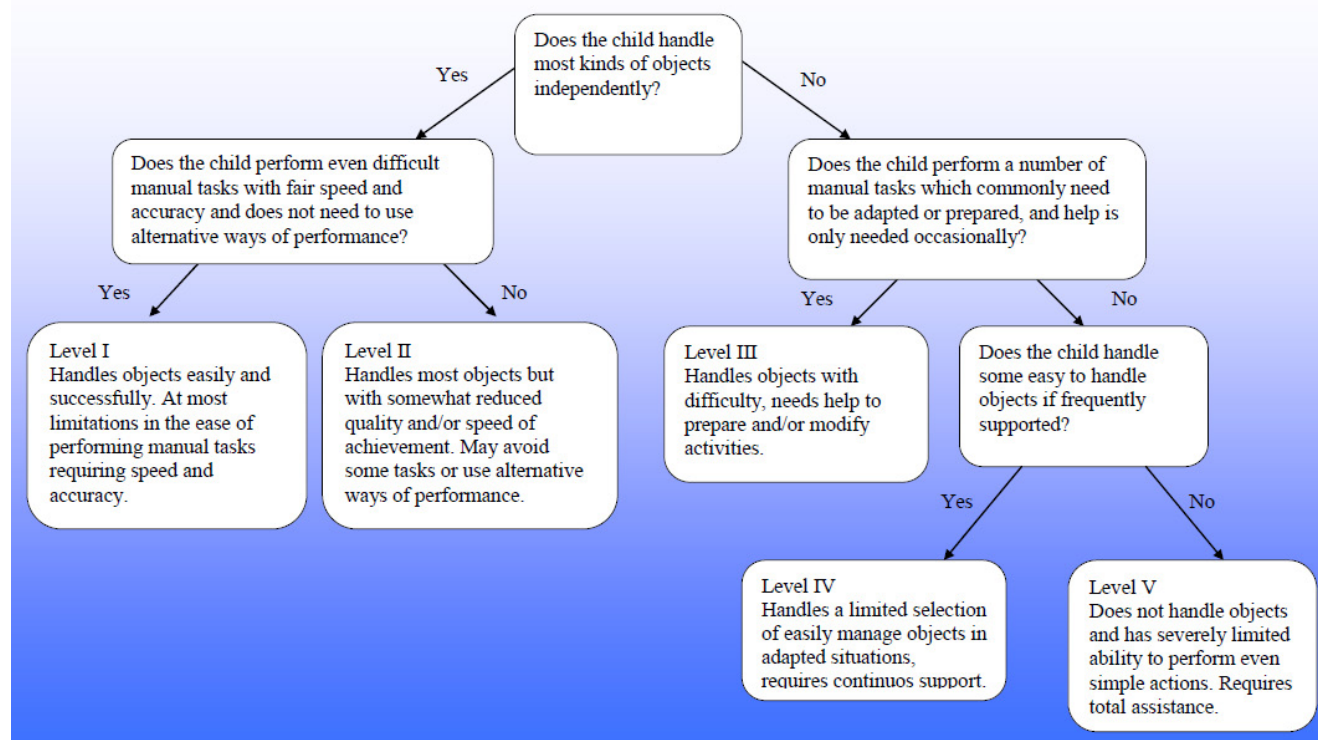 Does the child handle
most kinds of objects
independently?
Yes
No
Does the child perform even difficult
manual tasks with fair speed and
accuracy and does not need to use
alternative ways of performance?
Does the child perform a number of
manual tasks which commonly need
to be adapted or prepared, and help is
only needed occasionally?
Yes
No
Yes
No
Level I
Handles objects easily and
successfully. At most
limitations in the ease of
performing manual tasks
requiring speed and
accuracy.
Level II
Handles most objects but
with somewhat reduced
quality and/or speed of
achievement. May avoid
some tasks or use alternative
ways of performance.
Level III
Handles objects with
difficulty, needs help to
prepare and/or modify
activities.
Does the child handle
some easy to handle
objects if frequently
supported?
Yes
No
Level IV
Handles a limited selection
of easily manage objects in
adapted situations,
requires continuos support.
Level V
Does not handle objects
and has severely limited
ability to perform even
simple actions. Requires
total assistance.